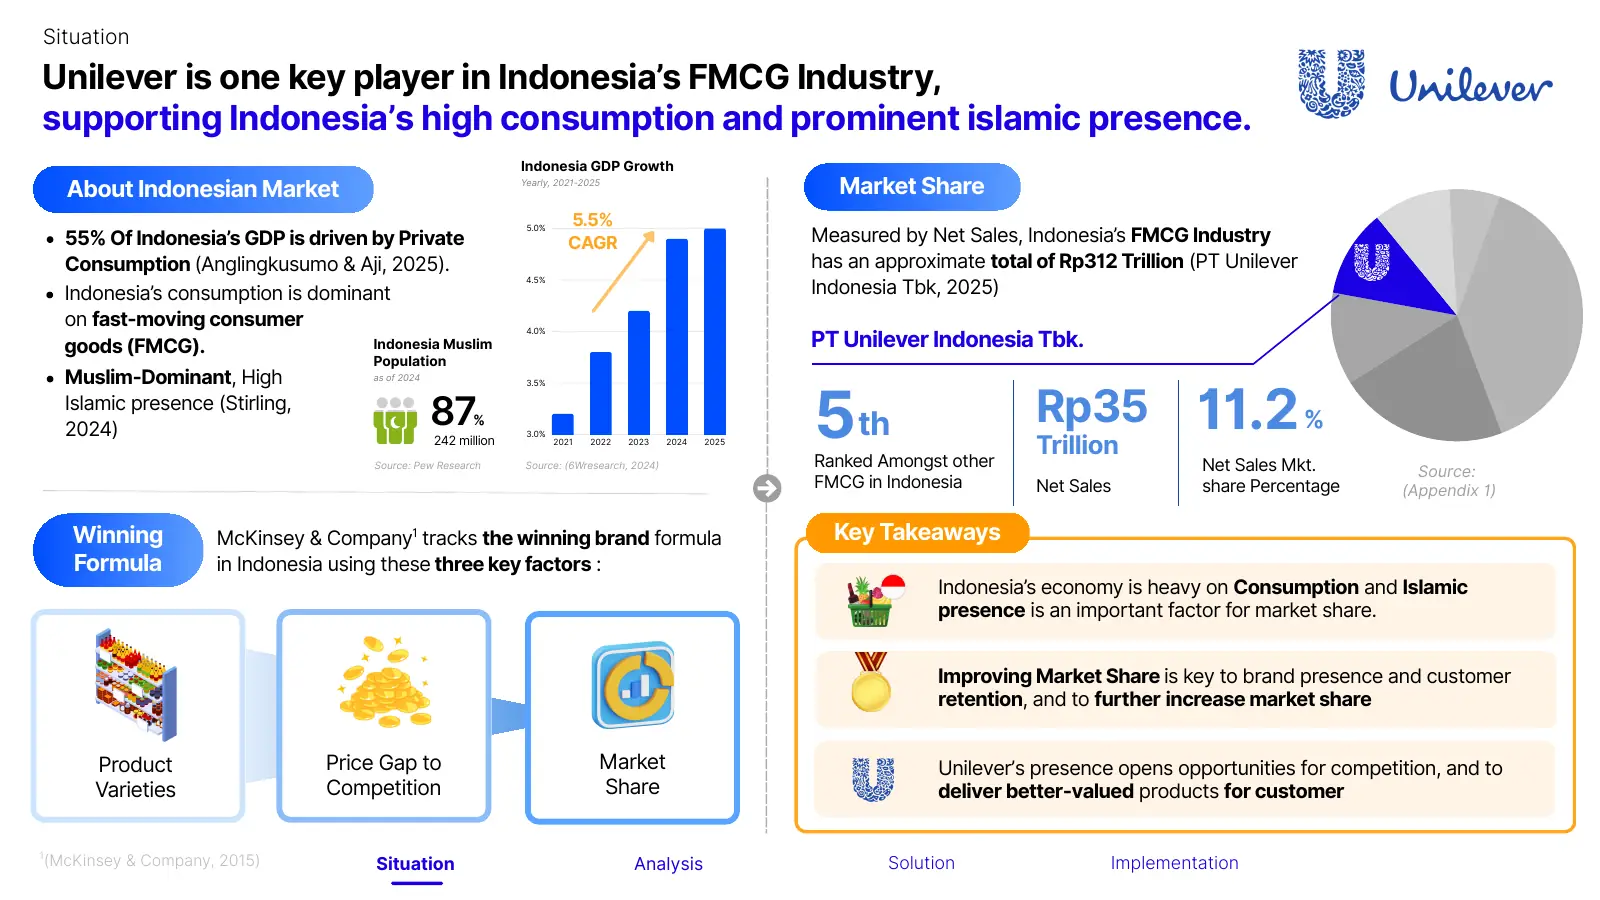 Situation
Unilever is one key player in Indonesia’s FMCG Industry,
supporting Indonesia’s high consumption and prominent islamic presence.
Unilever
About Indonesian Market
• 55% Of Indonesia’s GDP is driven by Private
Consumption (Anglingkusumo & Aji, 2025).
• Indonesia’s consumption is dominant
on fast-moving consumer
goods (FMCG).
• Muslim-Dominant, High
Islamic presence (Stirling,
2024)
Indonesia Muslim
Population
as of 2024
87%
242 million
Source: Pew Research
Indonesia GDP Growth
Yearly, 2021-2025
5.5%
CAGR
5.0%
4.5%
4.0%
3.5%
3.0%
2021 2022 2023 2024 2025
Source: (6Wresearch, 2024)
Winning
Formula
McKinsey & Company¹ tracks the winning brand formula
in Indonesia using these three key factors :
Product
Varieties
Price Gap to
Competition
Market
Share
Market Share
Measured by Net Sales, Indonesia’s FMCG Industry
has an approximate total of Rp312 Trillion (PT Unilever
Indonesia Tbk, 2025)
PT Unilever Indonesia Tbk.
5th
Ranked Amongst other
FMCG in Indonesia
Rp35
Trillion
Net Sales
11.2 %
Net Sales Mkt.
share Percentage
Source:
(Appendix 1)
Key Takeaways
Indonesia’s economy is heavy on Consumption and Islamic
presence is an important factor for market share.
Improving Market Share is key to brand presence and customer
retention, and to further increase market share
Unilever’s presence opens opportunities for competition, and to
deliver better-valued products for customer
¹(McKinsey & Company, 2015)
Situation
Analysis
Solution
Implementation